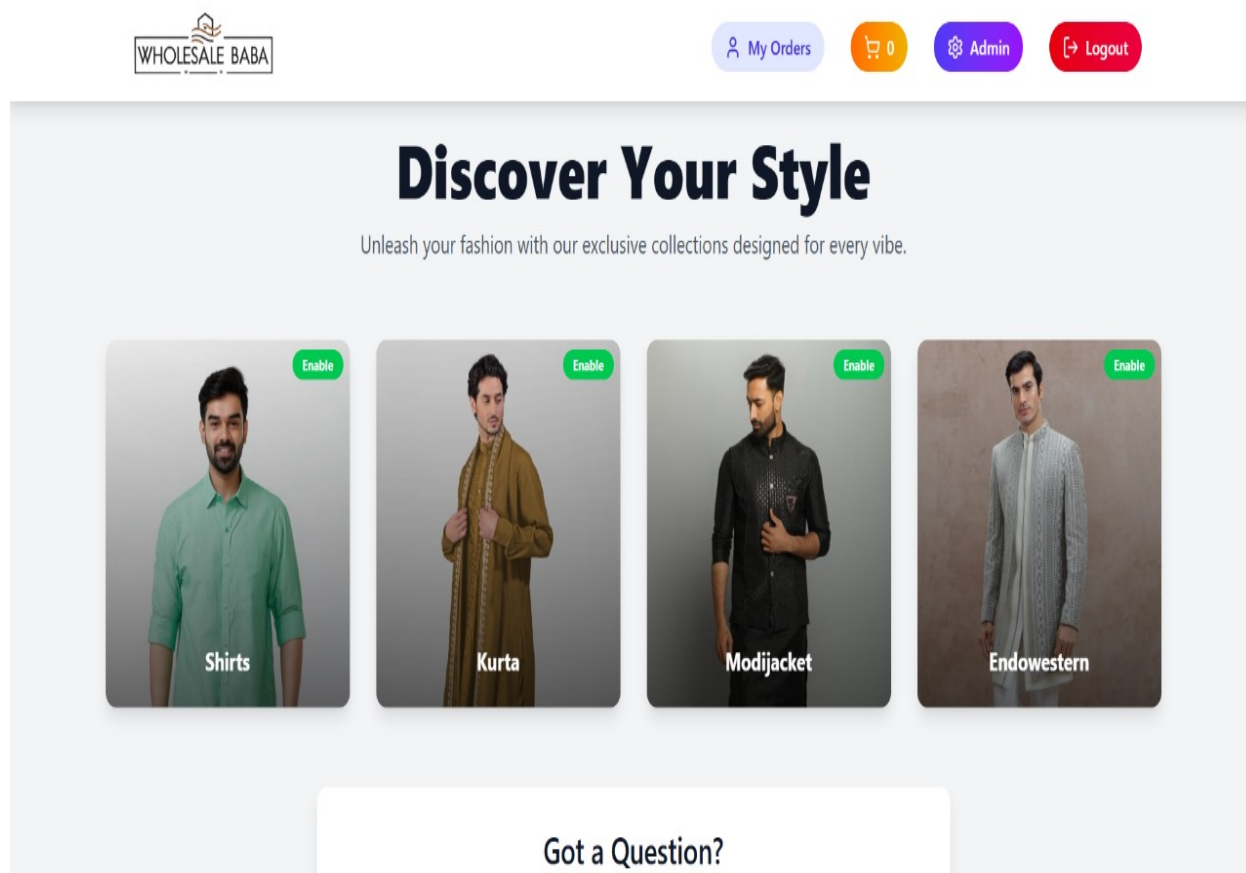 WHOLESALE BABA
My Orders
0
Admin
Logout
Discover Your Style
Unleash your fashion with our exclusive collections designed for every vibe.
Enable
Enable
Enable
Enable
Shirts
Kurta
Modijacket
Endowestern
Got a Question?